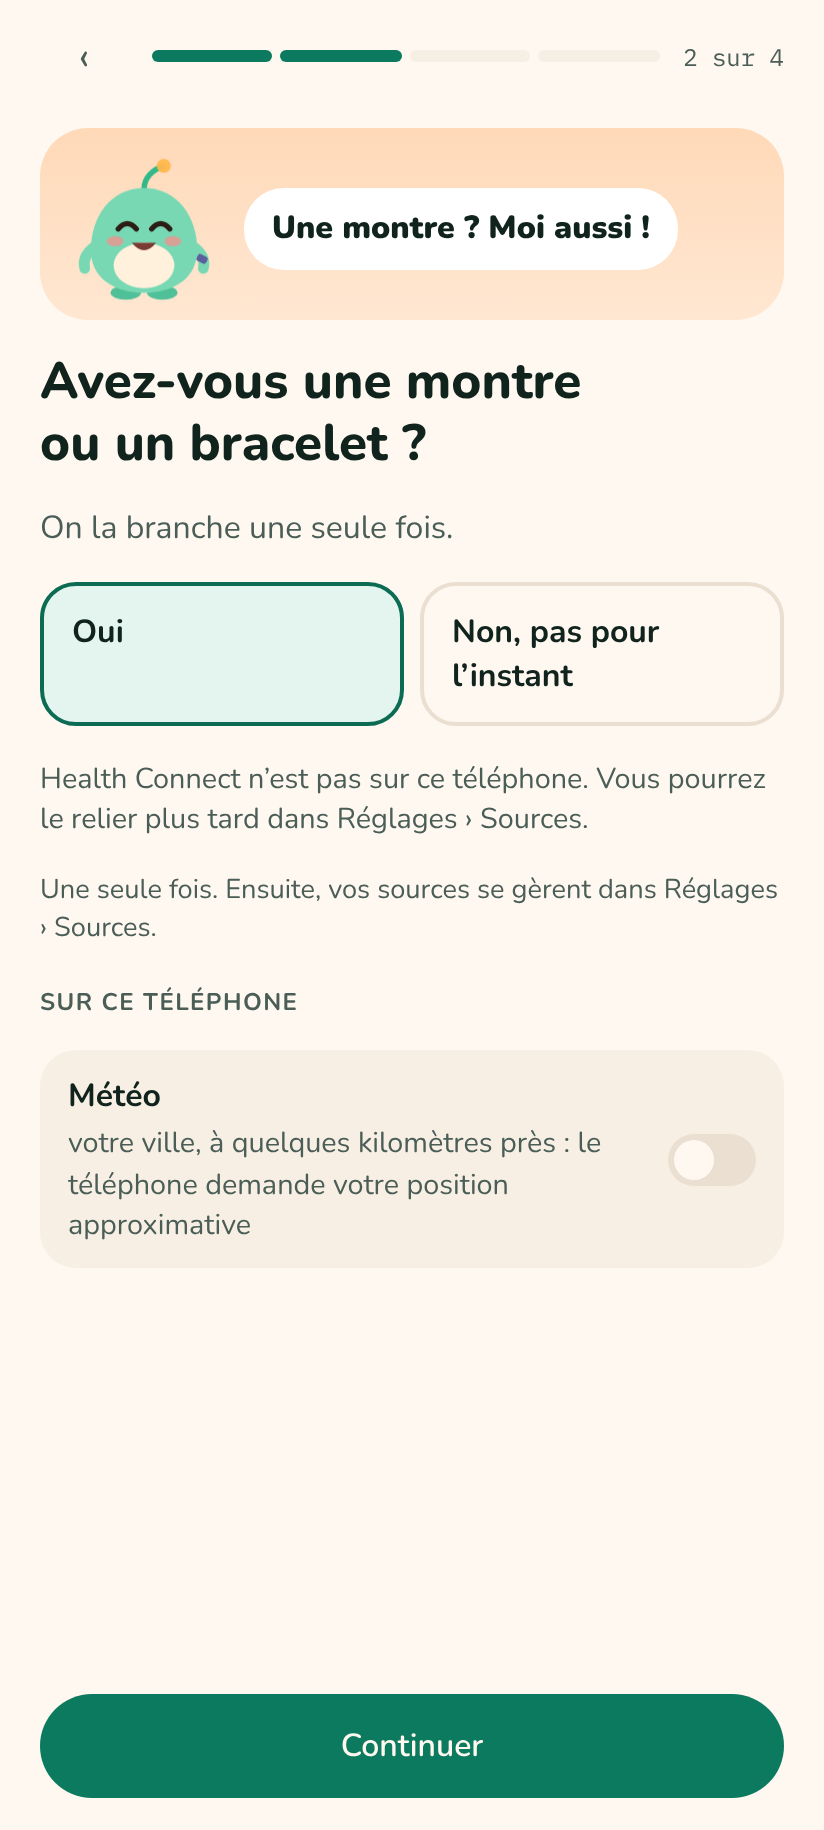 ‹
2 sur 4
Une montre ? Moi aussi !
Avez-vous une montre
ou un bracelet ?
On la branche une seule fois.
Oui
Non, pas pour
l’instant
Health Connect n’est pas sur ce téléphone. Vous pourrez
le relier plus tard dans Réglages › Sources.
Une seule fois. Ensuite, vos sources se gèrent dans Réglages
› Sources.
SUR CE TÉLÉPHONE
Météo
votre ville, à quelques kilomètres près : le
téléphone demande votre position
approximative
Continuer